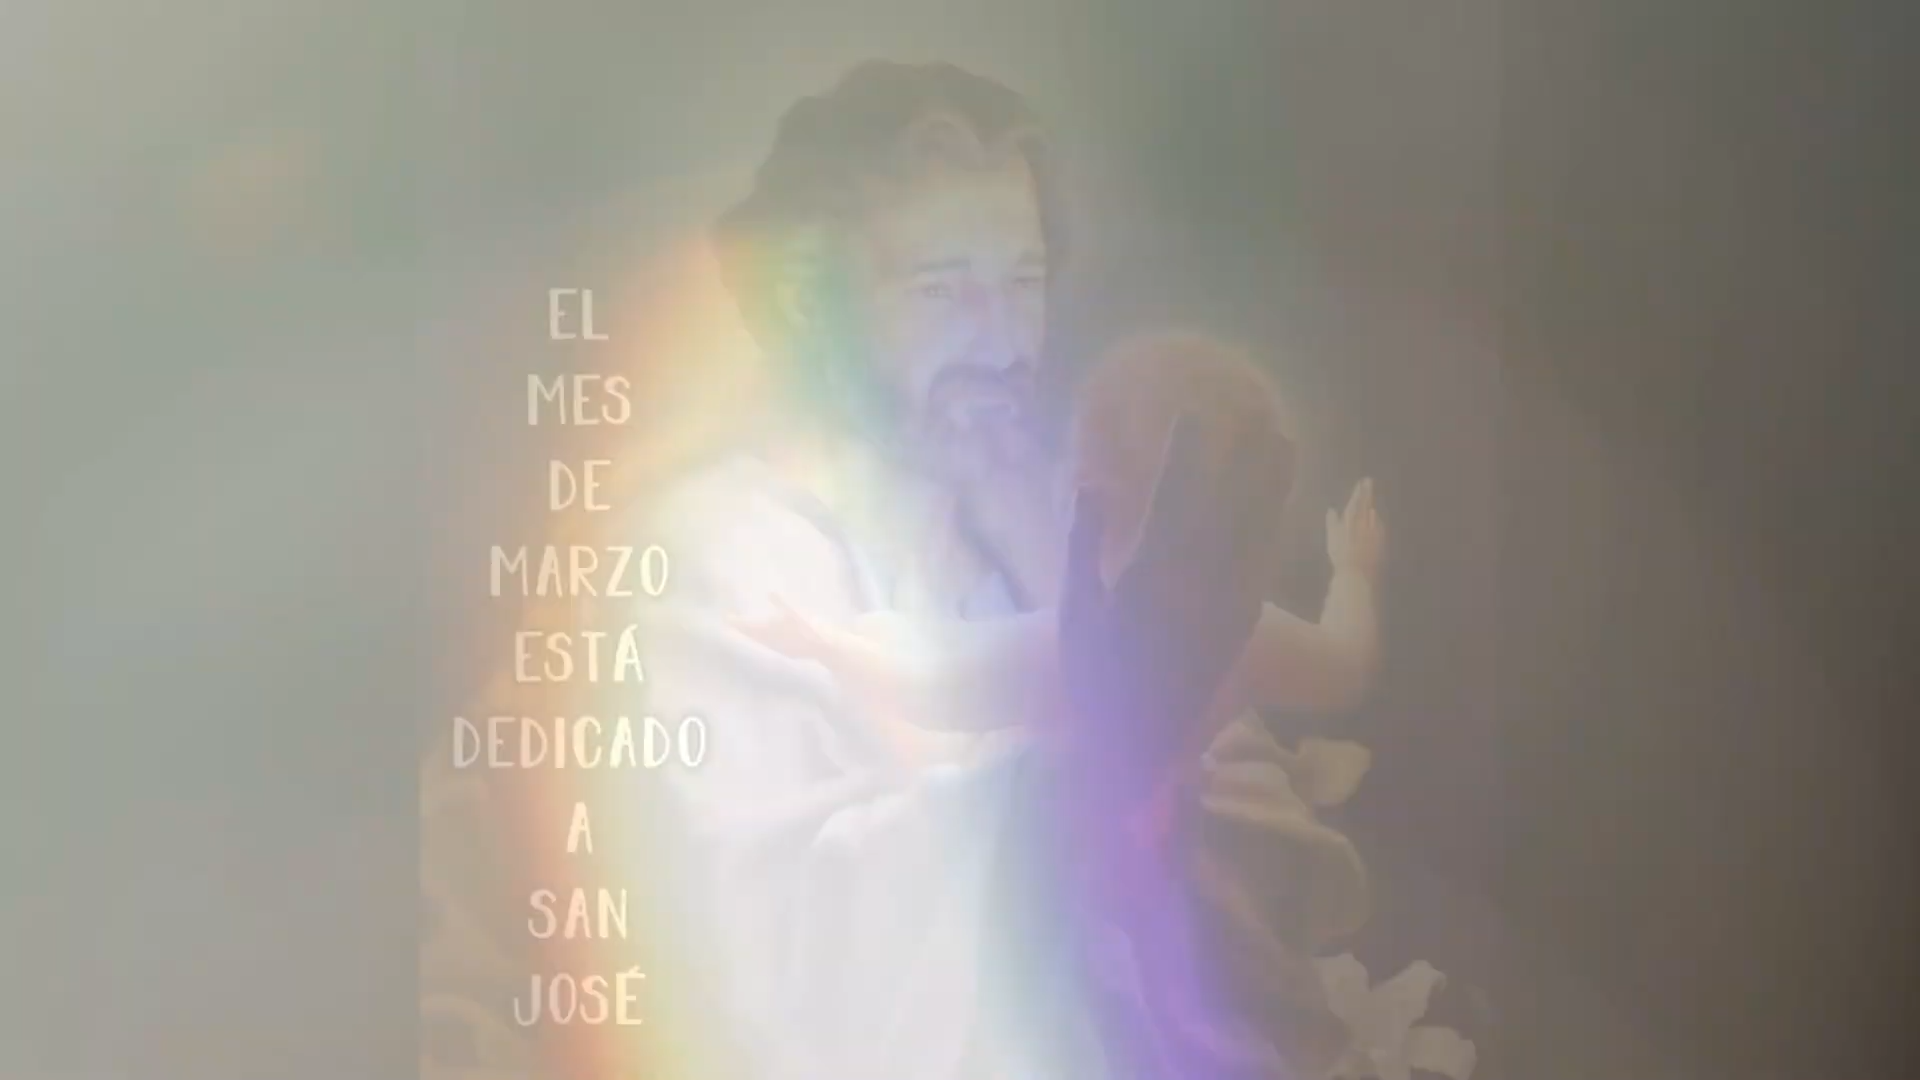 EL
MES
DE
MARZO
ESTÁ
DEDICADO
A
SAN
JOSÉ